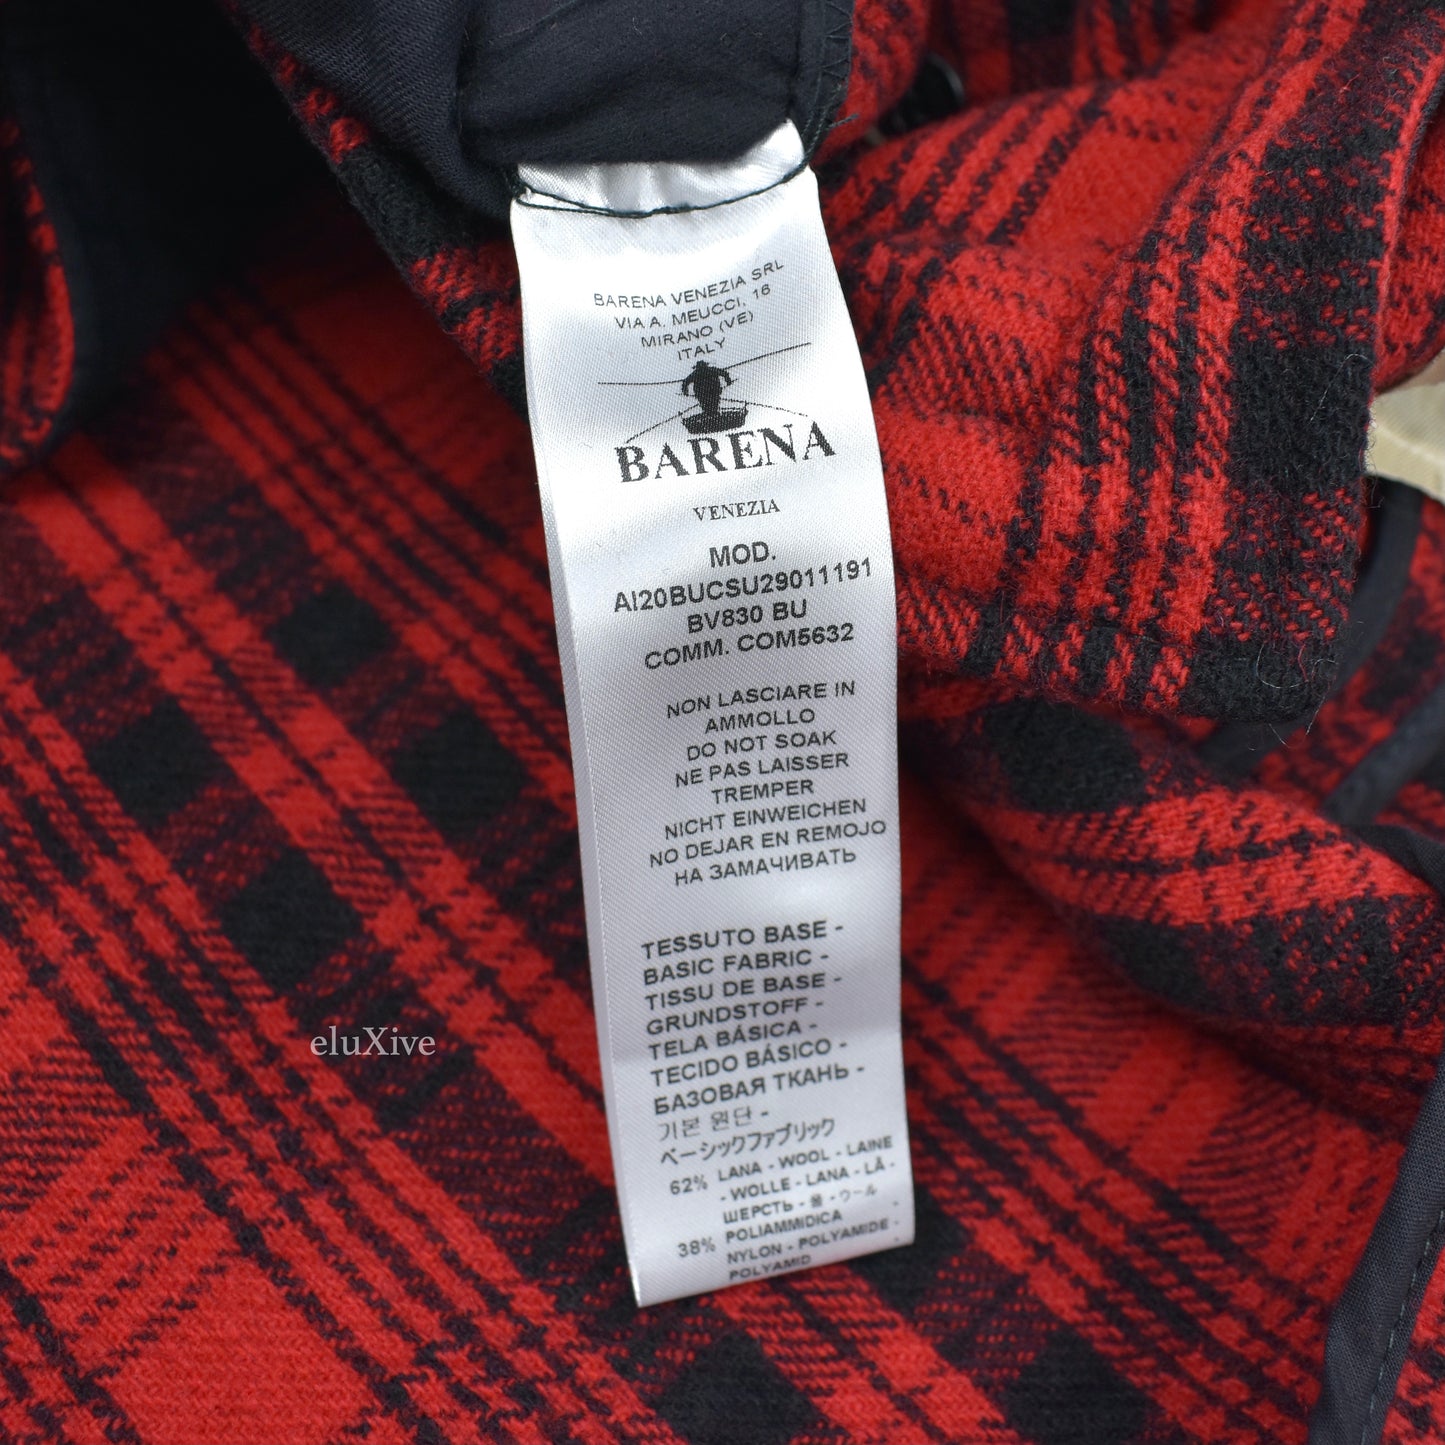 BARENA VENEZIA SRL
VIA A. MEUCCI, 16
MIRANO (VE)
ITALY
BARENA
VENEZIA
MOD.
AI20BUCSU29011191
BV830 BU
COMM. COM5632
NON LASCIARE IN
AMMOLLO
DO NOT SOAK
NE PAS LAISSER
TREMPER
NICHT EINWEICHEN
NO DEJAR EN REMOJO
НА ЗАМАЧИВАТЬ
TESSUTO BASE -
BASIC FABRIC -
TISSU DE BASE -
GRUNDSTOFF -
TELA BÁSICA -
TECIDO BÁSICO -
БАЗОВАЯ ТКАНЬ -
기본 원단 -
ベーシックファブリック
62% LANA - WOOL - LAINE
- WOLLE - LANA - LÃ -
ШЕРСТЬ - 울 - ウール
38% POLIAMMIDICA -
NYLON - POLYAMIDE -
POLYAMID
eluXive